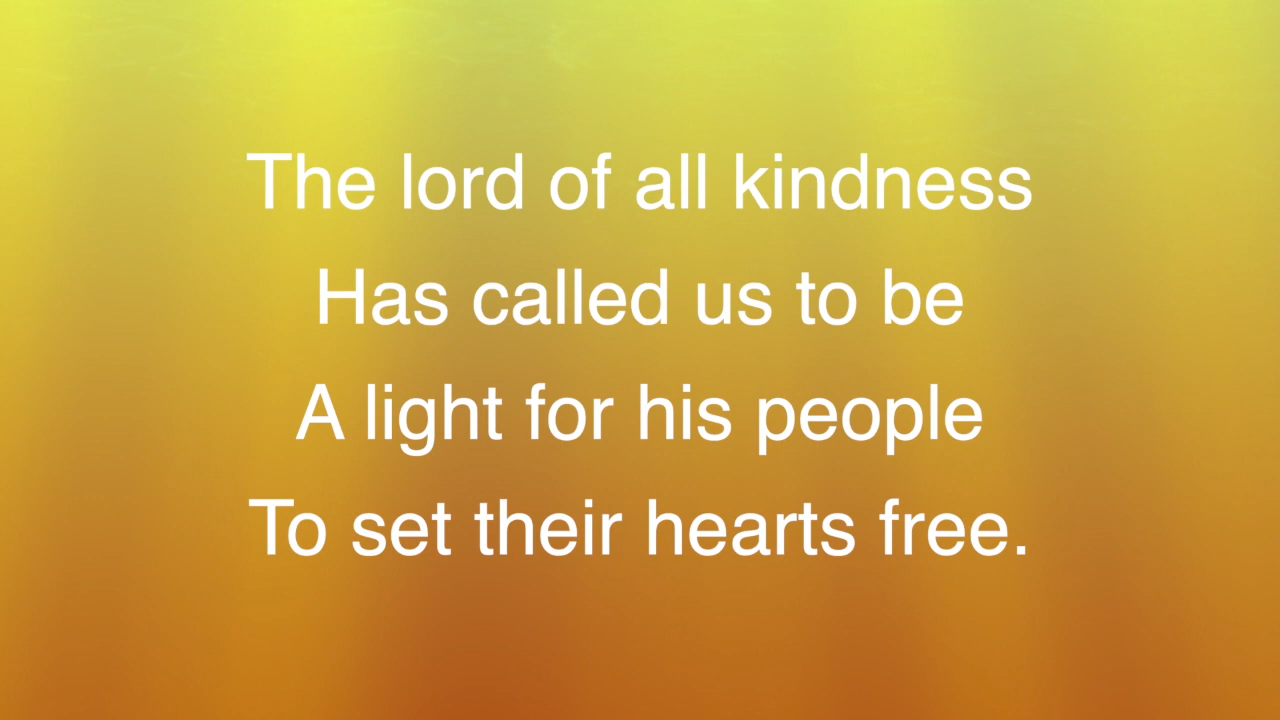 The lord of all kindness
Has called us to be
A light for his people
To set their hearts free.